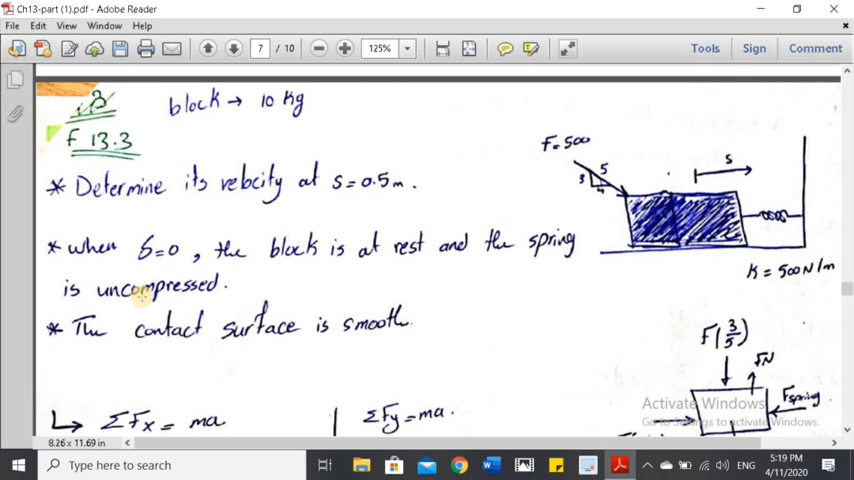 Ch13-part (1).pdf - Adobe Reader
File Edit View Window Help
7 / 10 125% Tools Sign Comment
block → 10 kg
F 13.3
F=500
* Determine its velocity at S=0.5m.
5
3
4
S
* when S=0, the block is at rest and the spring
is uncompressed.
K = 500 N/m
* The contact surface is smooth.
F(3/5)
FN
Fspring
ΣFx = ma
ΣFy=ma.
Activate Windows
Go to Settings to activate Windows.
8.26 x 11.69 in
Type here to search
ENG
5:19 PM
4/11/2020